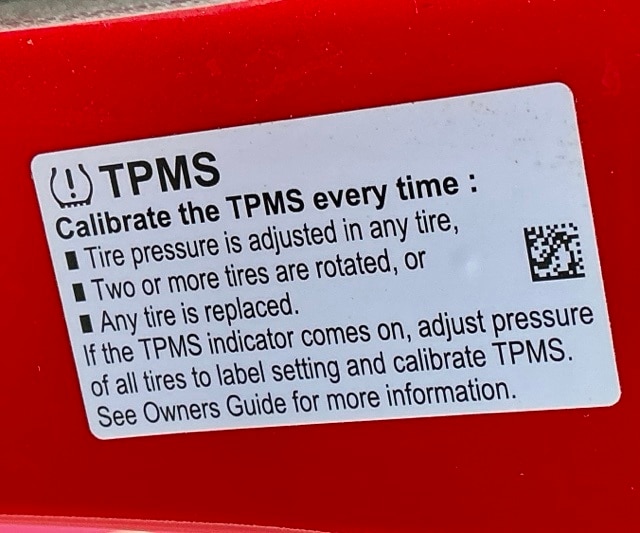 TPMS
Calibrate the TPMS every time :
■ Tire pressure is adjusted in any tire,
■ Two or more tires are rotated, or
■ Any tire is replaced.
If the TPMS indicator comes on, adjust pressure
of all tires to label setting and calibrate TPMS.
See Owners Guide for more information.